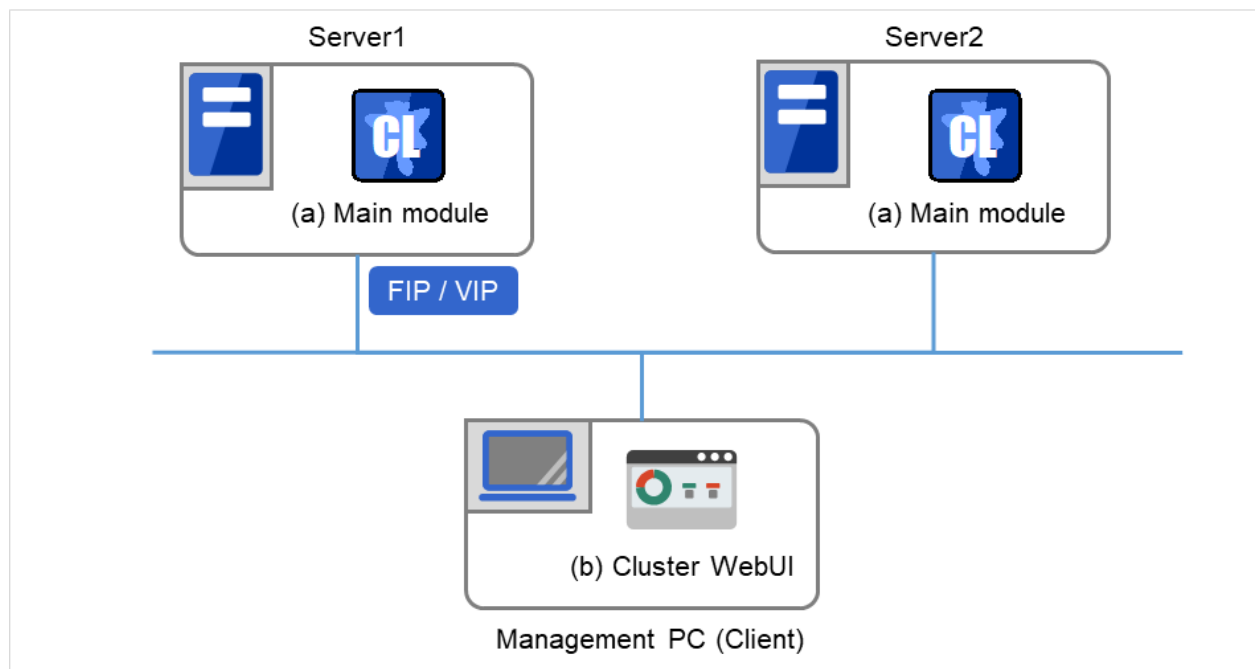 Server1
Server2
CL
CL
(a) Main module
(a) Main module
FIP / VIP
(b) Cluster WebUI
Management PC (Client)